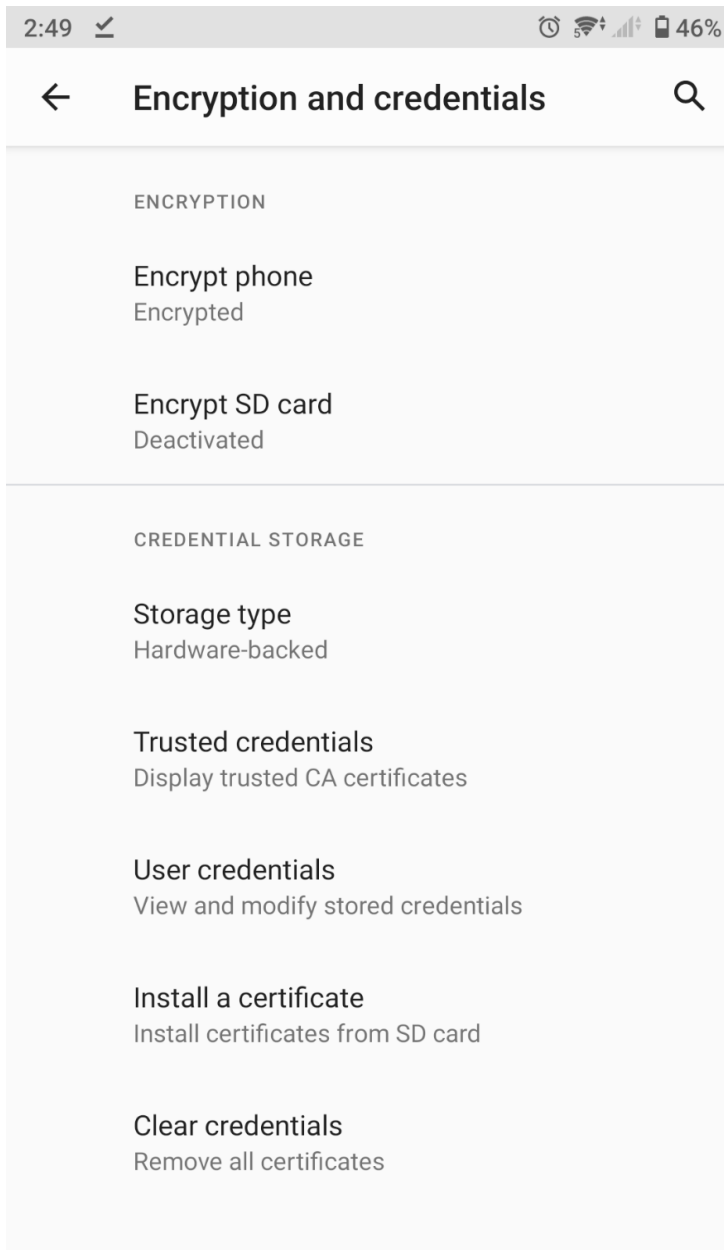 2:49 46%
Encryption and credentials
ENCRYPTION
Encrypt phone
Encrypted
Encrypt SD card
Deactivated
CREDENTIAL STORAGE
Storage type
Hardware-backed
Trusted credentials
Display trusted CA certificates
User credentials
View and modify stored credentials
Install a certificate
Install certificates from SD card
Clear credentials
Remove all certificates